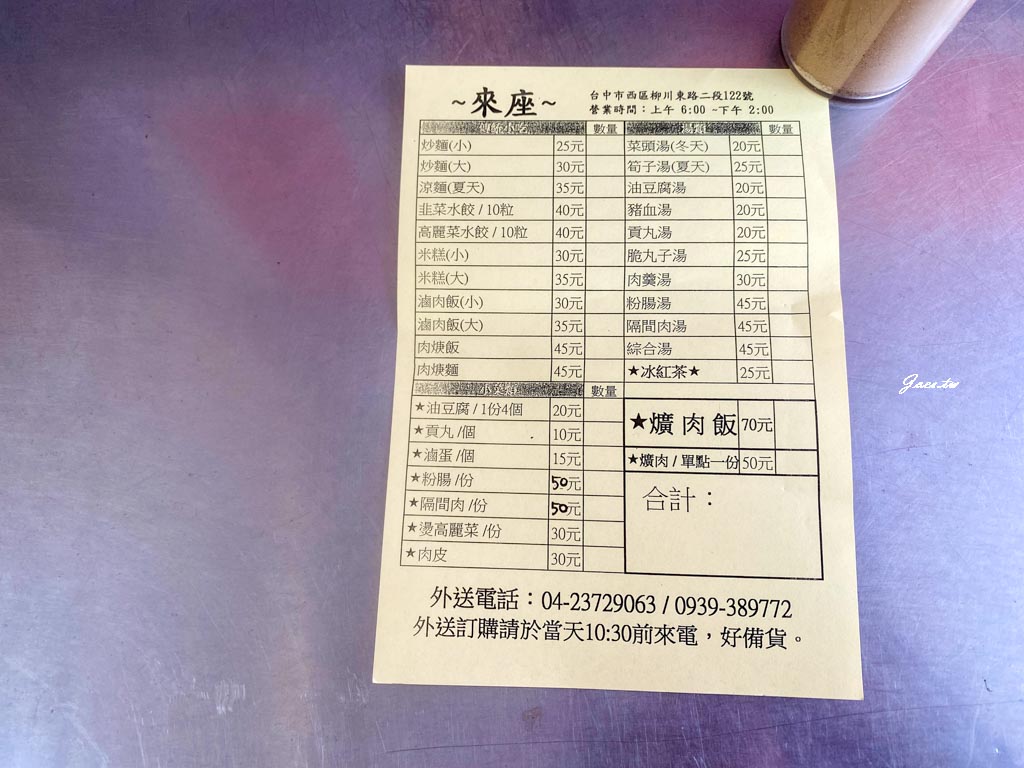 ~來座~
台中市西區柳川東路二段122號
營業時間：上午 6:00 ~下午 2:00
數量
炒麵(小) 25元
炒麵(大) 30元
涼麵(夏天) 35元
韭菜水餃 / 10粒 40元
高麗菜水餃 / 10粒 40元
米糕(小) 30元
米糕(大) 35元
滷肉飯(小) 30元
滷肉飯(大) 35元
肉焿飯 45元
肉焿麵 45元
數量
菜頭湯(冬天) 20元
筍子湯(夏天) 25元
油豆腐湯 20元
豬血湯 20元
貢丸湯 20元
脆丸子湯 25元
肉羹湯 30元
粉腸湯 45元
隔間肉湯 45元
綜合湯 45元
★冰紅茶★ 25元
數量
★油豆腐 / 1份4個 20元
★貢丸 /個 10元
★滷蛋 /個 15元
★粉腸 /份 50元
★隔間肉 /份 50元
★燙高麗菜 /份 30元
★肉皮 30元
★爌肉飯 70元
★爌肉 / 單點一份 50元
合計：
外送電話：04-23729063 / 0939-389772
外送訂購請於當天10:30前來電，好備貨。